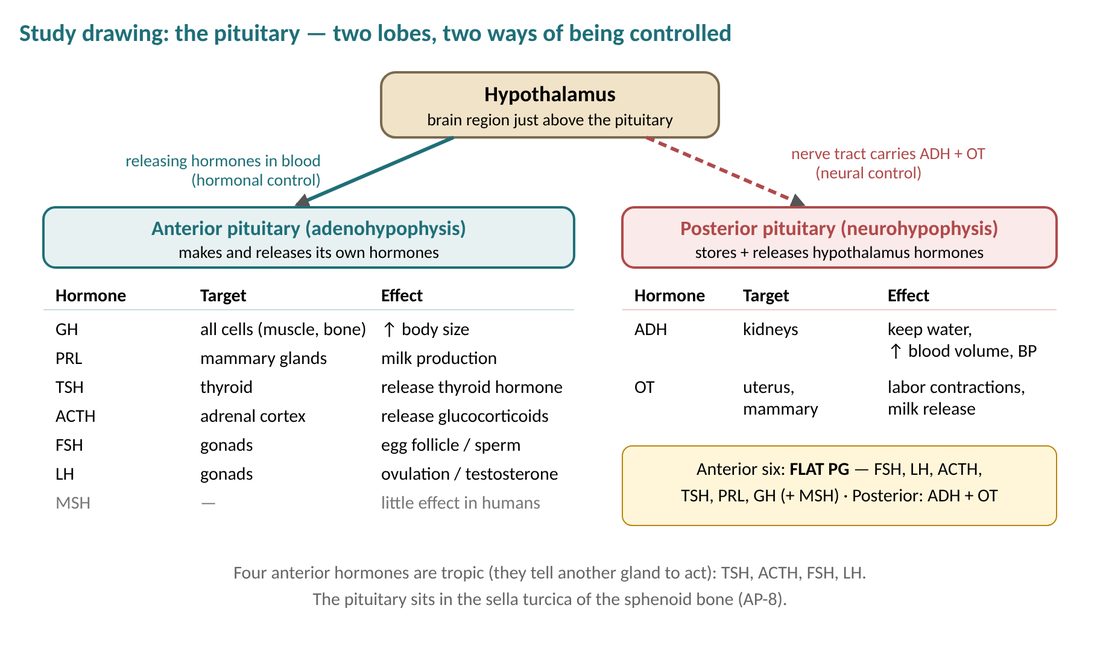 Study drawing: the pituitary — two lobes, two ways of being controlled
Hypothalamus
brain region just above the pituitary
releasing hormones in blood
(hormonal control)
nerve tract carries ADH + OT
(neural control)
Anterior pituitary (adenohypophysis)
makes and releases its own hormones
Hormone Target Effect
GH all cells (muscle, bone) ↑ body size
PRL mammary glands milk production
TSH thyroid release thyroid hormone
ACTH adrenal cortex release glucocorticoids
FSH gonads egg follicle / sperm
LH gonads ovulation / testosterone
MSH — little effect in humans
Posterior pituitary (neurohypophysis)
stores + releases hypothalamus hormones
Hormone Target Effect
ADH kidneys keep water,
↑ blood volume, BP
OT uterus, labor contractions,
mammary milk release
Anterior six: FLAT PG — FSH, LH, ACTH,
TSH, PRL, GH (+ MSH) · Posterior: ADH + OT
Four anterior hormones are tropic (they tell another gland to act): TSH, ACTH, FSH, LH.
The pituitary sits in the sella turcica of the sphenoid bone (AP-8).